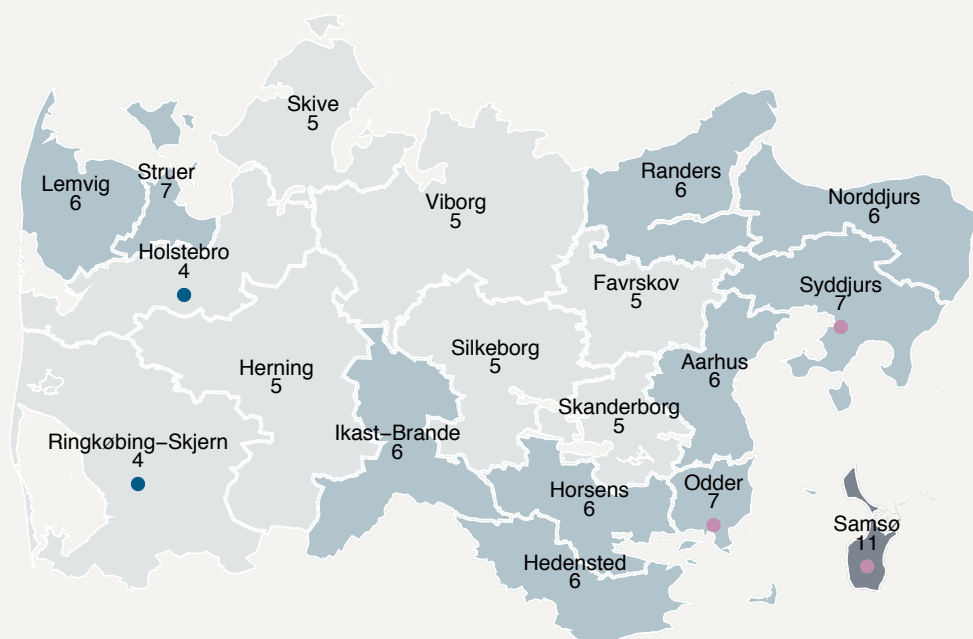 Skive
5
Struer
7
Lemvig
6
Randers
6
Norddjurs
6
Viborg
5
Holstebro
4
Favrskov
5
Syddjurs
7
Silkeborg
5
Aarhus
6
Herning
5
Skanderborg
5
Ikast−Brande
6
Ringkøbing−Skjern
4
Odder
7
Horsens
6
Samsø
11
Hedensted
6